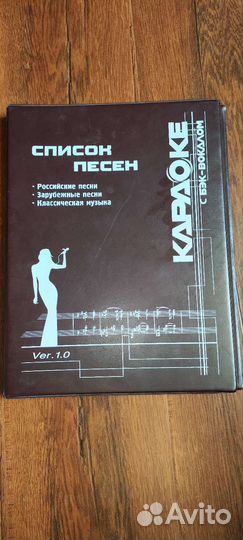 СПИСОК
ПЕСЕН
• Российские песни
• Зарубежные песни
• Классическая музыка
КАРАОКЕ
С БЭК-ВОКАЛОМ
Ver. 1.0
Avito